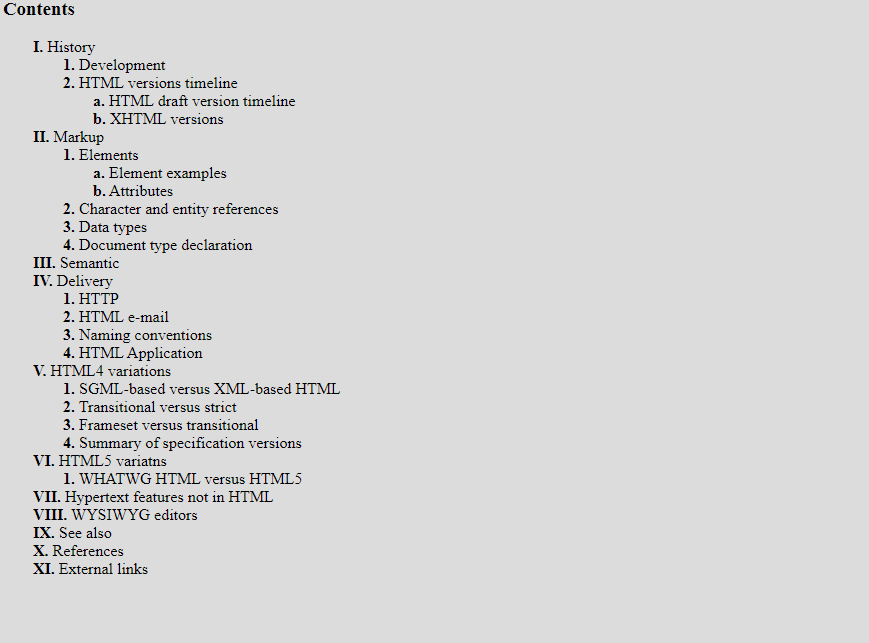 Contents
I. History
1. Development
2. HTML versions timeline
a. HTML draft version timeline
b. XHTML versions
II. Markup
1. Elements
a. Element examples
b. Attributes
2. Character and entity references
3. Data types
4. Document type declaration
III. Semantic
IV. Delivery
1. HTTP
2. HTML e-mail
3. Naming conventions
4. HTML Application
V. HTML4 variations
1. SGML-based versus XML-based HTML
2. Transitional versus strict
3. Frameset versus transitional
4. Summary of specification versions
VI. HTML5 variatns
1. WHATWG HTML versus HTML5
VII. Hypertext features not in HTML
VIII. WYSIWYG editors
IX. See also
X. References
XI. External links